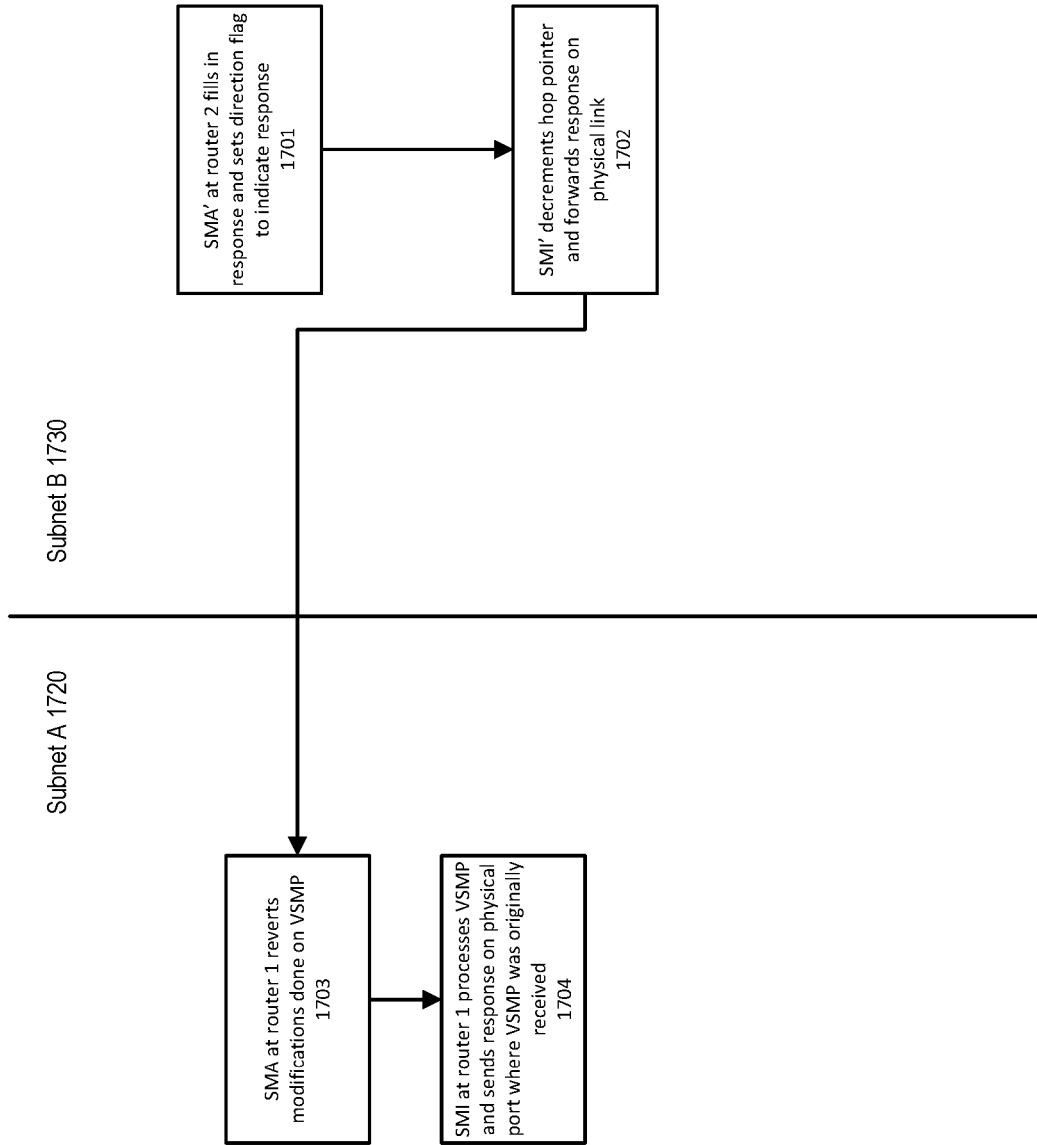 Subnet A 1720
Subnet B 1730
SMA’ at router 2 fills in
response and sets direction flag
to indicate response
1701
SMI’ decrements hop pointer
and forwards response on
physical link
1702
SMA at router 1 reverts
modifications done on VSMP
1703
SMI at router 1 processes VSMP
and sends response on physical
port where VSMP was originally
received
1704